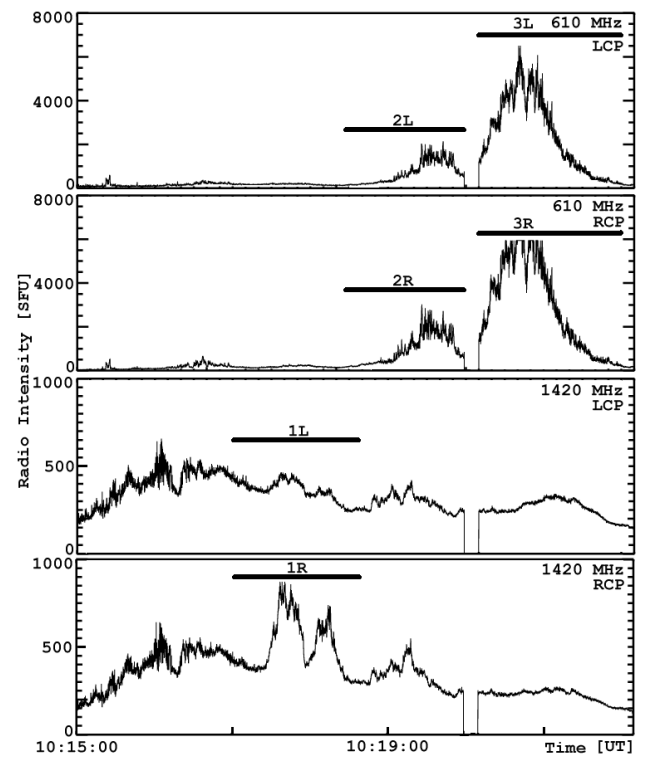 8000
3L 610 MHz
LCP
4000
2L
0
8000
610 MHz
3R RCP
4000
2R
0
Radio Intensity [SFU]
1000
1420 MHz
LCP
1L
500
0
1000
1R 1420 MHz
RCP
500
0
10:15:00 10:19:00 Time [UT]